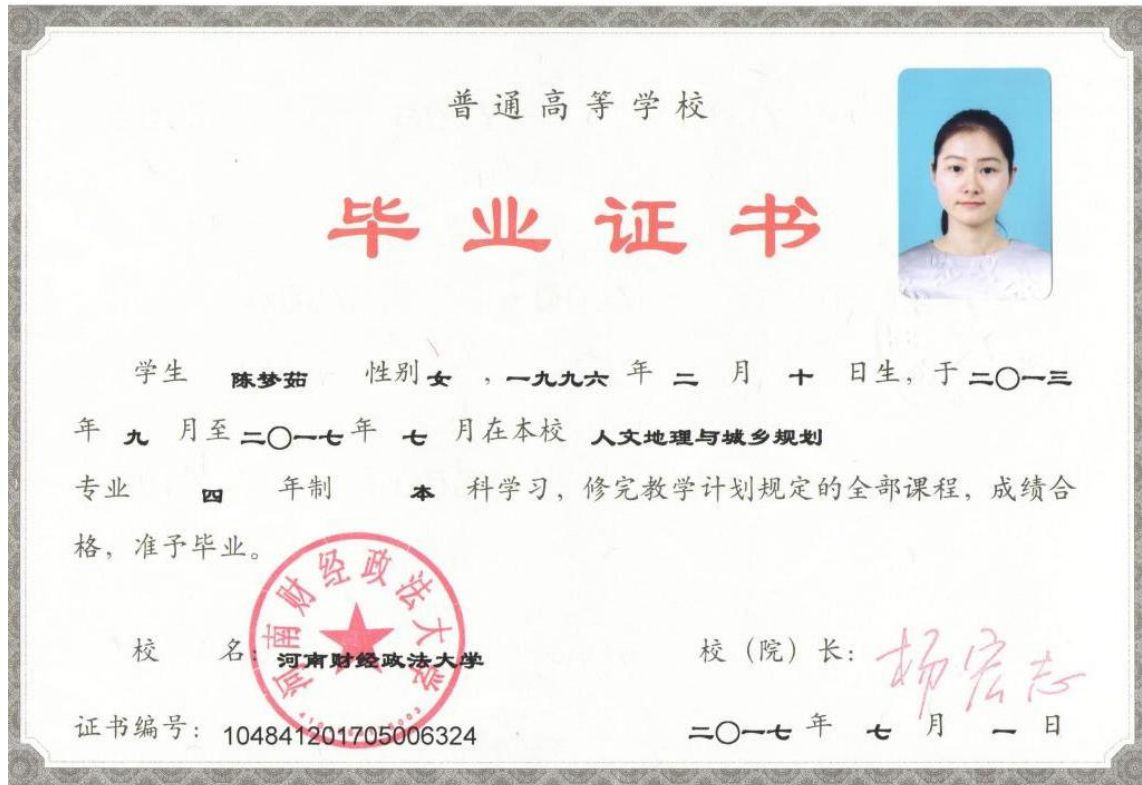 普通高等学校
毕业证书
学生 陈梦茹 性别 女 ,一九九六 年 二 月 十 日生, 于 二〇一三
年 九 月至 二〇一七 年 七 月在本校 人文地理与城乡规划
专业 四 年制 本 科学习, 修完教学计划规定的全部课程, 成绩合
格, 准予毕业。
河南财经政法大学
校 名: 河南财经政法大学 校（院）长: 杨宏志
证书编号: 104841201705006324 二〇一七 年 七 月 一 日